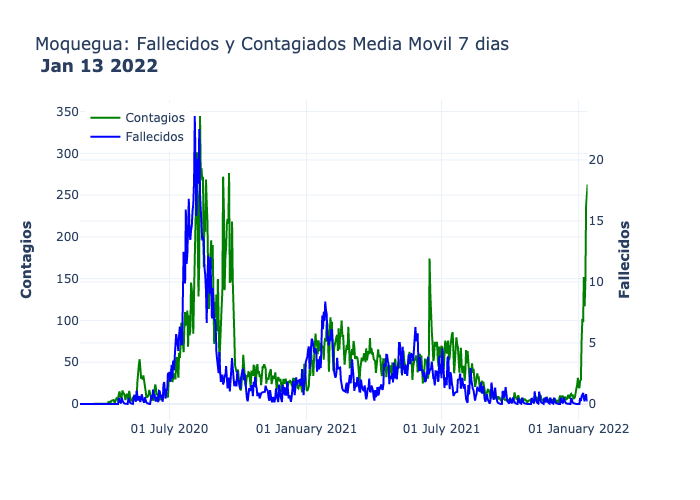 Moquegua: Fallecidos y Contagiados Media Movil 7 dias
Jan 13 2022
350
300
250
200
150
100
50
0
Contagios
Contagios
Fallecidos
20
15
10
5
0
Fallecidos
01 July 2020
01 January 2021
01 July 2021
01 January 2022